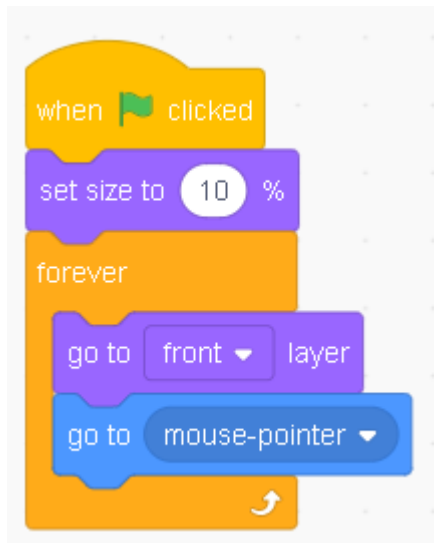 when clicked
set size to 10 %
forever
go to front layer
go to mouse-pointer